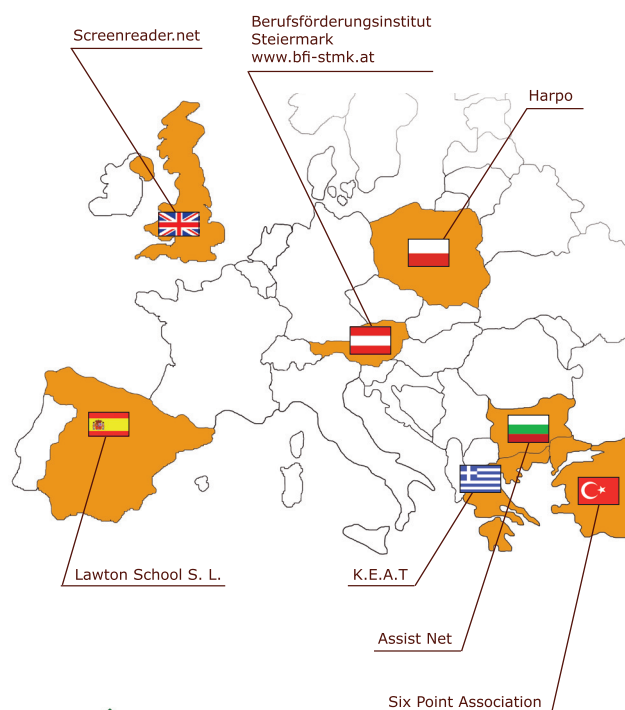 Screenreader.net
Berufsförderungsinstitut
Steiermark
www.bfi-stmk.at
Harpo
Lawton School S. L.
K.E.A.T
Assist Net
Six Point Association